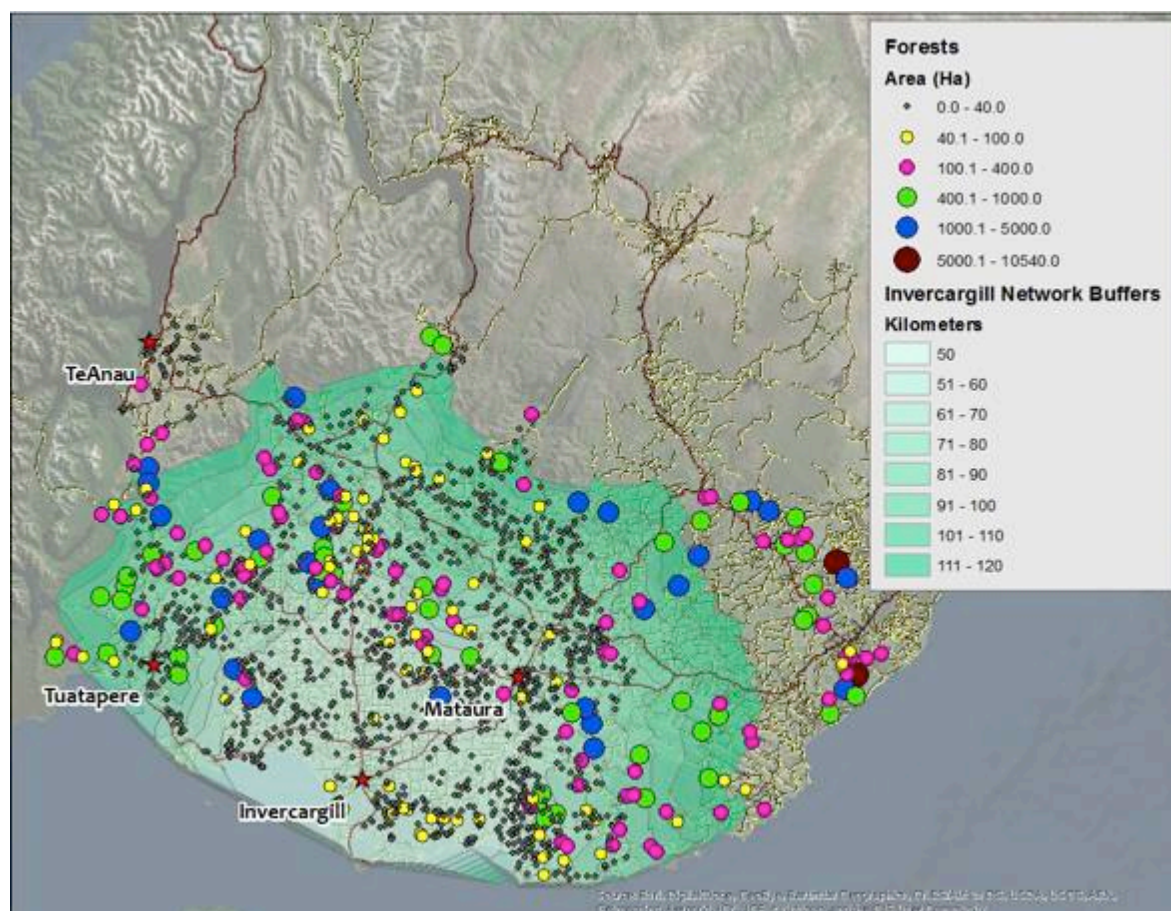 Forests
Area (Ha)
0.0 - 40.0
40.1 - 100.0
100.1 - 400.0
400.1 - 1000.0
1000.1 - 5000.0
5000.1 - 10540.0
Invercargill Network Buffers
Kilometers
50
51 - 60
61 - 70
71 - 80
81 - 90
91 - 100
101 - 110
111 - 120
TeAnau
Tuatapere
Mataura
Invercargill